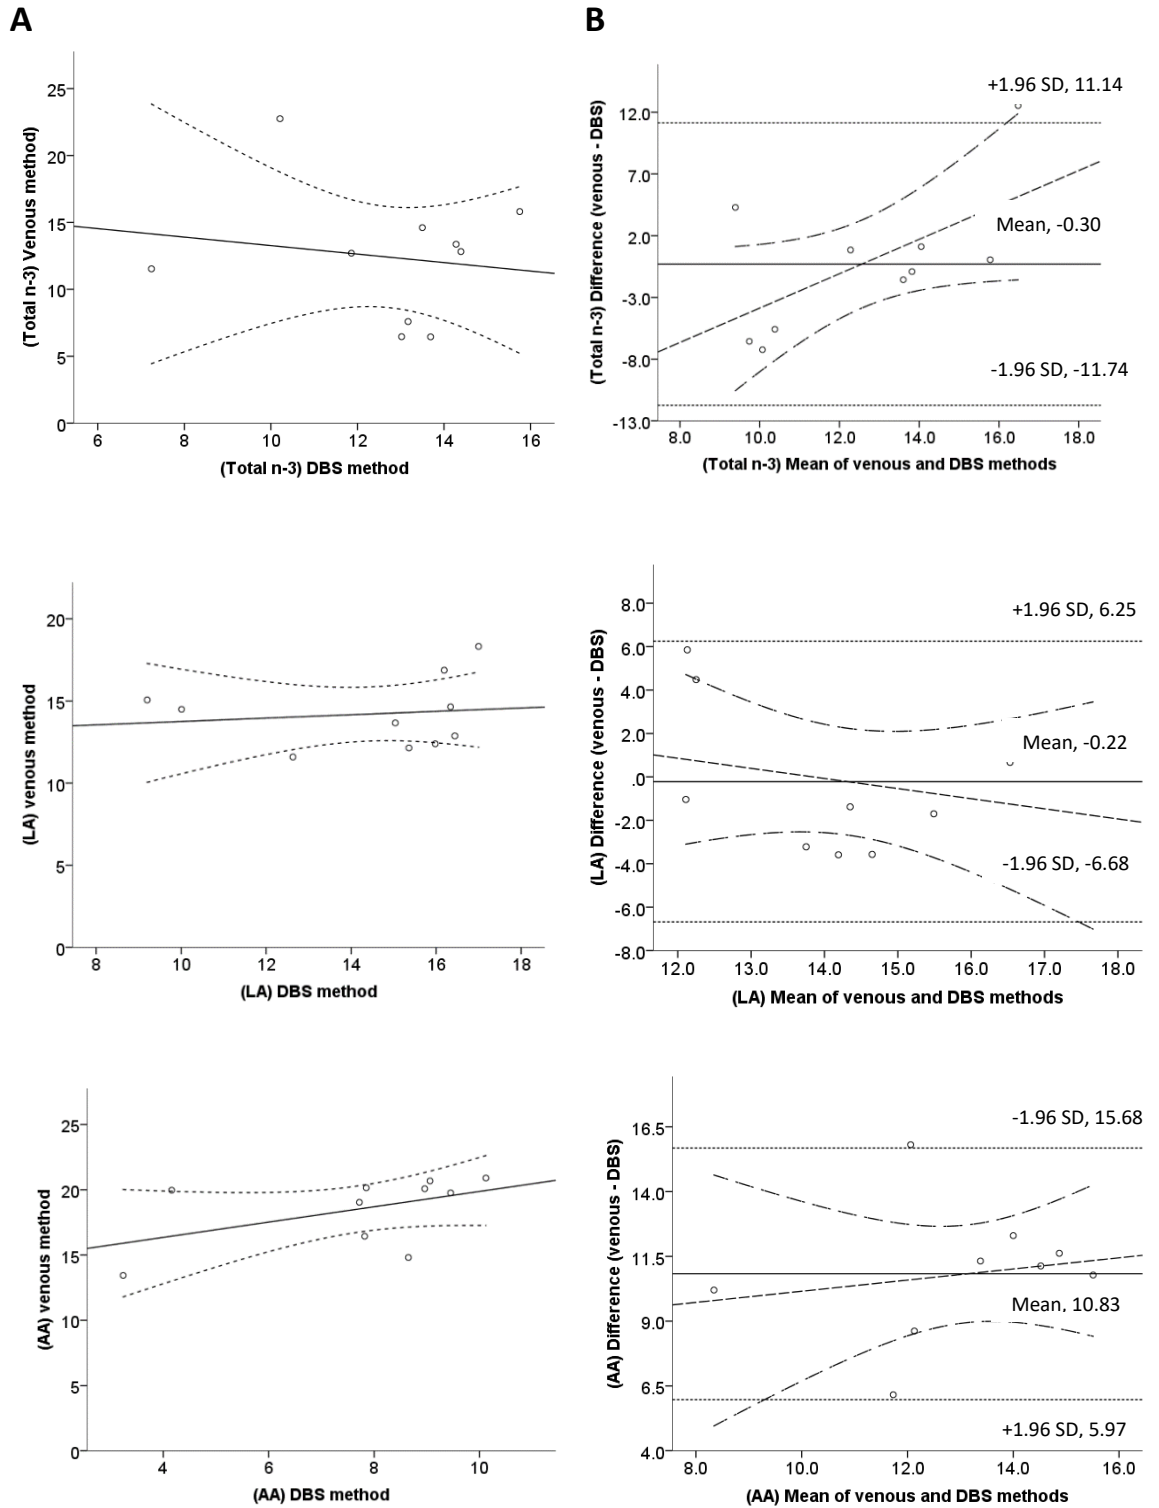 A
B
(Total n-3) Venous method)
25
20
15
10
5
0
6 8 10 12 14 16
(Total n-3) DBS method
(Total n-3) Difference (venous - DBS)
12.0
7.0
2.0
-3.0
-8.0
-13.0
+1.96 SD, 11.14
Mean, -0.30
-1.96 SD, -11.74
8.0 10.0 12.0 14.0 16.0 18.0
(Total n-3) Mean of venous and DBS methods
(LA) venous method
20
15
10
5
0
8 10 12 14 16 18
(LA) DBS method
(LA) Difference (venous - DBS)
8.0
6.0
4.0
2.0
.0
-2.0
-4.0
-6.0
-8.0
+1.96 SD, 6.25
Mean, -0.22
-1.96 SD, -6.68
12.0 13.0 14.0 15.0 16.0 17.0 18.0
(LA) Mean of venous and DBS methods
(AA) venous method
25
20
15
10
5
0
4 6 8 10
(AA) DBS method
(AA) Difference (venous - DBS)
16.5
14.0
11.5
9.0
6.5
4.0
-1.96 SD, 15.68
Mean, 10.83
+1.96 SD, 5.97
8.0 10.0 12.0 14.0 16.0
(AA) Mean of venous and DBS methods